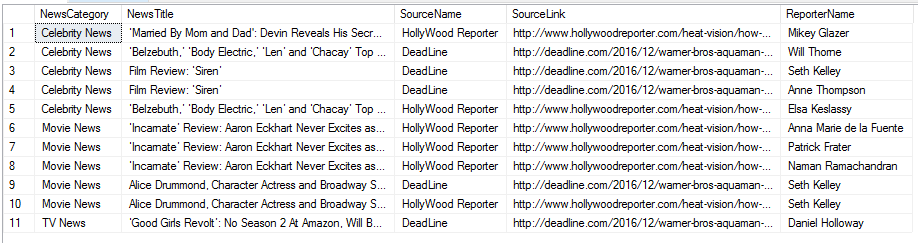 NewsCategory NewsTitle SourceName SourceLink ReporterName
1 Celebrity News 'Married By Mom and Dad': Devin Reveals His Secr... HollyWood Reporter http://www.hollywoodreporter.com/heat-vision/how-... Mikey Glazer
2 Celebrity News 'Belzebuth,' 'Body Electric,' 'Len' and 'Chacay' Top ... DeadLine http://deadline.com/2016/12/warner-bros-aquaman-... Will Thorne
3 Celebrity News Film Review: 'Siren' DeadLine http://deadline.com/2016/12/warner-bros-aquaman-... Seth Kelley
4 Celebrity News Film Review: 'Siren' DeadLine http://deadline.com/2016/12/warner-bros-aquaman-... Anne Thompson
5 Celebrity News 'Belzebuth,' 'Body Electric,' 'Len' and 'Chacay' Top ... HollyWood Reporter http://www.hollywoodreporter.com/heat-vision/how-... Elsa Keslassy
6 Movie News 'Incarnate' Review: Aaron Eckhart Never Excites as... HollyWood Reporter http://www.hollywoodreporter.com/heat-vision/how-... Anna Marie de la Fuente
7 Movie News 'Incarnate' Review: Aaron Eckhart Never Excites as... HollyWood Reporter http://www.hollywoodreporter.com/heat-vision/how-... Patrick Frater
8 Movie News 'Incarnate' Review: Aaron Eckhart Never Excites as... HollyWood Reporter http://www.hollywoodreporter.com/heat-vision/how-... Naman Ramachandran
9 Movie News Alice Drummond, Character Actress and Broadway S... DeadLine http://deadline.com/2016/12/warner-bros-aquaman-... Seth Kelley
10 Movie News Alice Drummond, Character Actress and Broadway S... HollyWood Reporter http://www.hollywoodreporter.com/heat-vision/how-... Seth Kelley
11 TV News 'Good Girls Revolt': No Season 2 At Amazon, Will B... DeadLine http://deadline.com/2016/12/warner-bros-aquaman-... Daniel Holloway